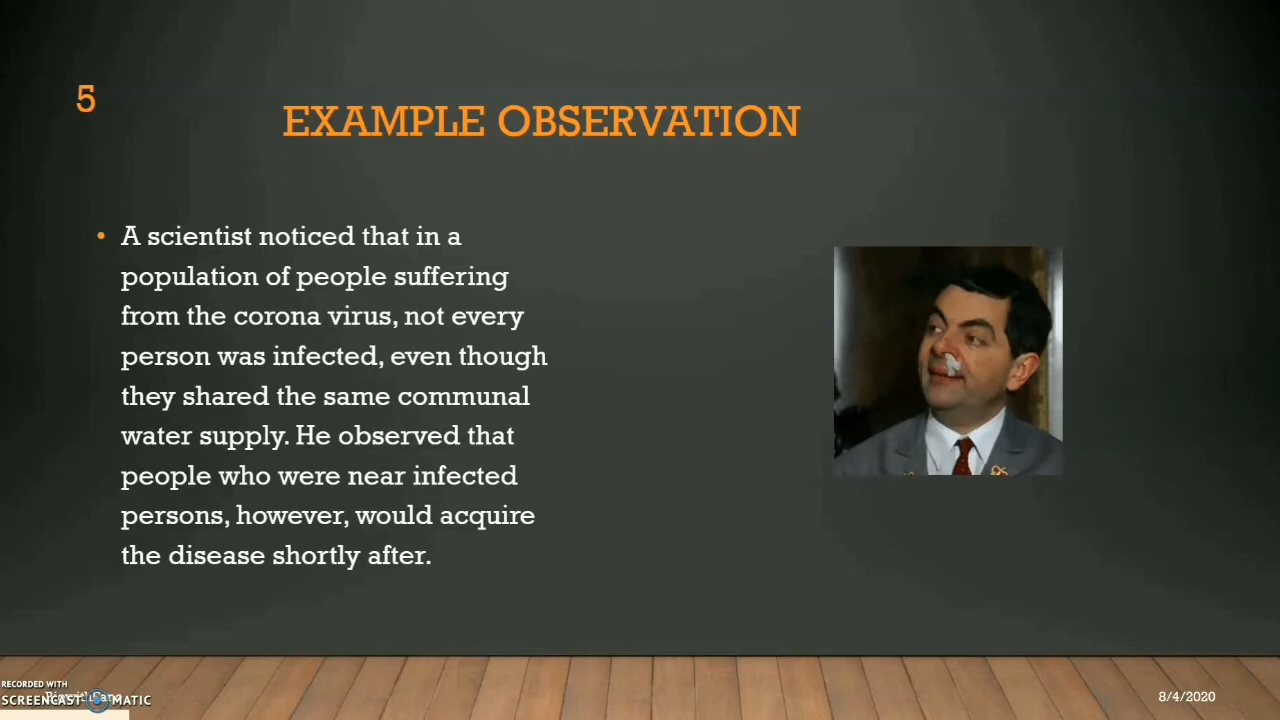 5
EXAMPLE OBSERVATION
• A scientist noticed that in a
population of people suffering
from the corona virus, not every
person was infected, even though
they shared the same communal
water supply. He observed that
people who were near infected
persons, however, would acquire
the disease shortly after.
RECORDED WITH
SCREENCAST MATIC
8/4/2020